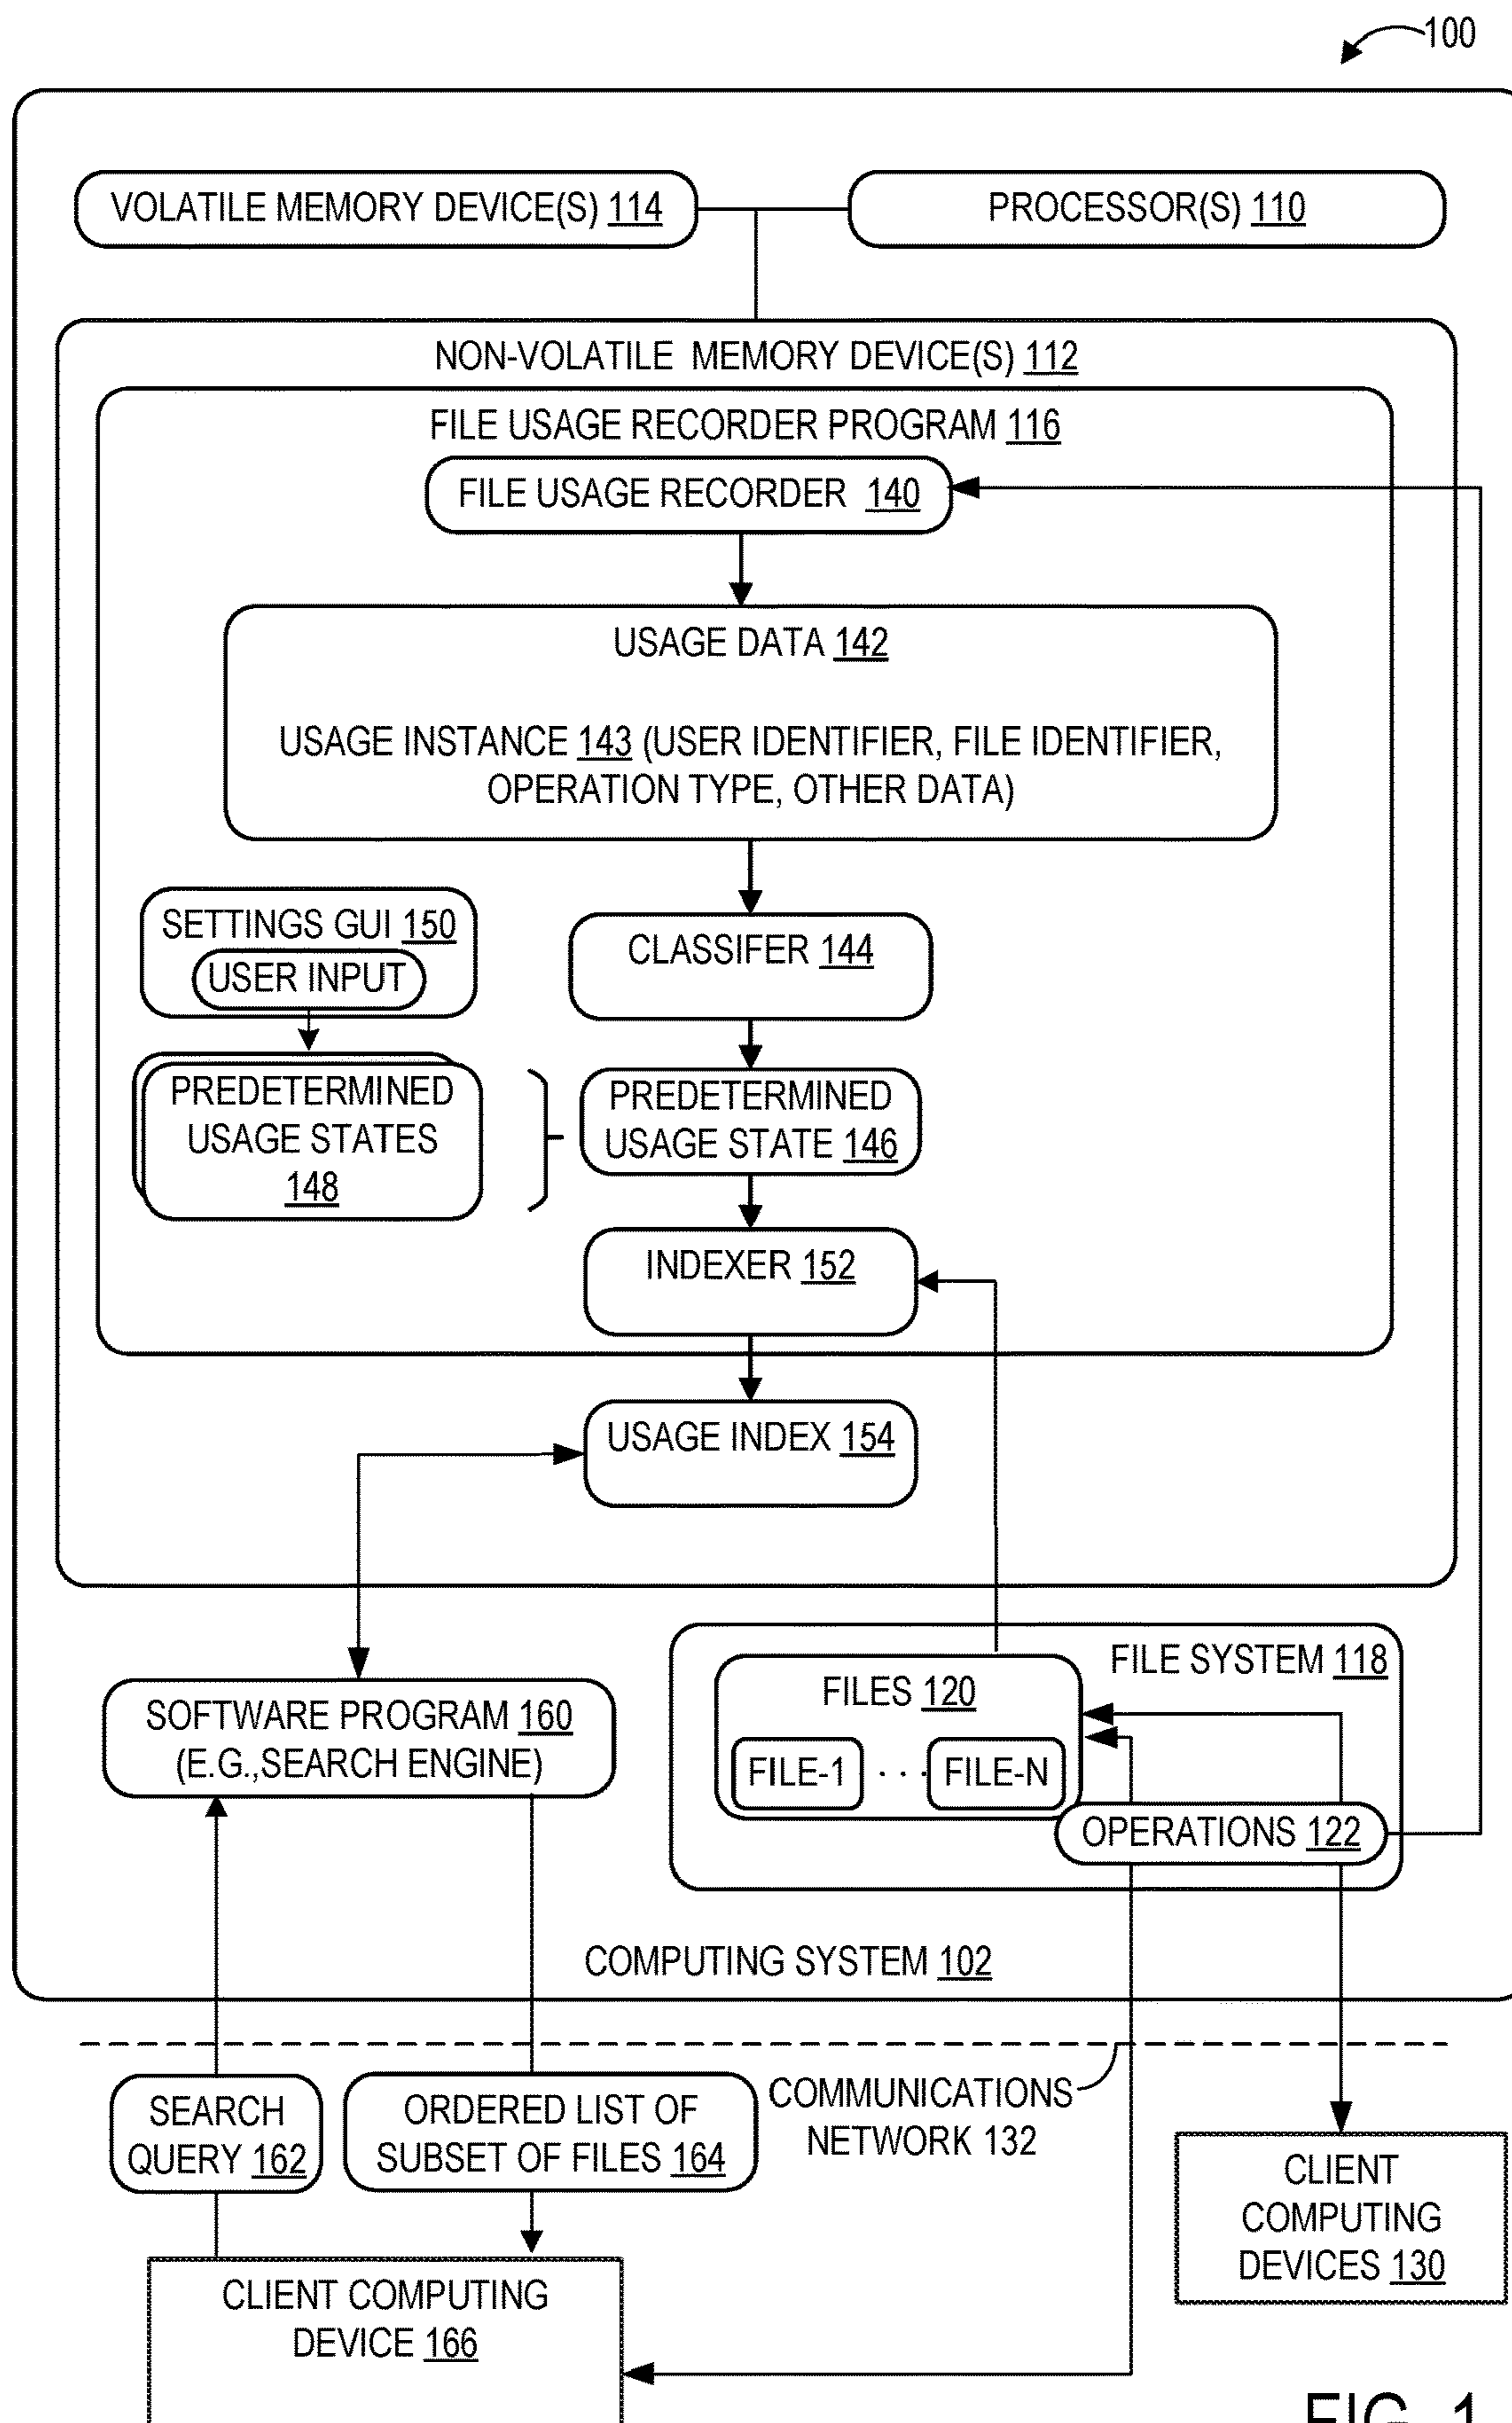 100
VOLATILE MEMORY DEVICE(S) 114
PROCESSOR(S) 110
NON-VOLATILE MEMORY DEVICE(S) 112
FILE USAGE RECORDER PROGRAM 116
FILE USAGE RECORDER 140
USAGE DATA 142
USAGE INSTANCE 143 (USER IDENTIFIER, FILE IDENTIFIER,
OPERATION TYPE, OTHER DATA)
SETTINGS GUI 150
USER INPUT
CLASSIFER 144
PREDETERMINED
USAGE STATES
148
PREDETERMINED
USAGE STATE 146
INDEXER 152
USAGE INDEX 154
SOFTWARE PROGRAM 160
(E.G.,SEARCH ENGINE)
FILE SYSTEM 118
FILES 120
FILE-1 ... FILE-N
OPERATIONS 122
COMPUTING SYSTEM 102
SEARCH
QUERY 162
ORDERED LIST OF
SUBSET OF FILES 164
COMMUNICATIONS
NETWORK 132
CLIENT
COMPUTING
DEVICES 130
CLIENT COMPUTING
DEVICE 166
FIG. 1